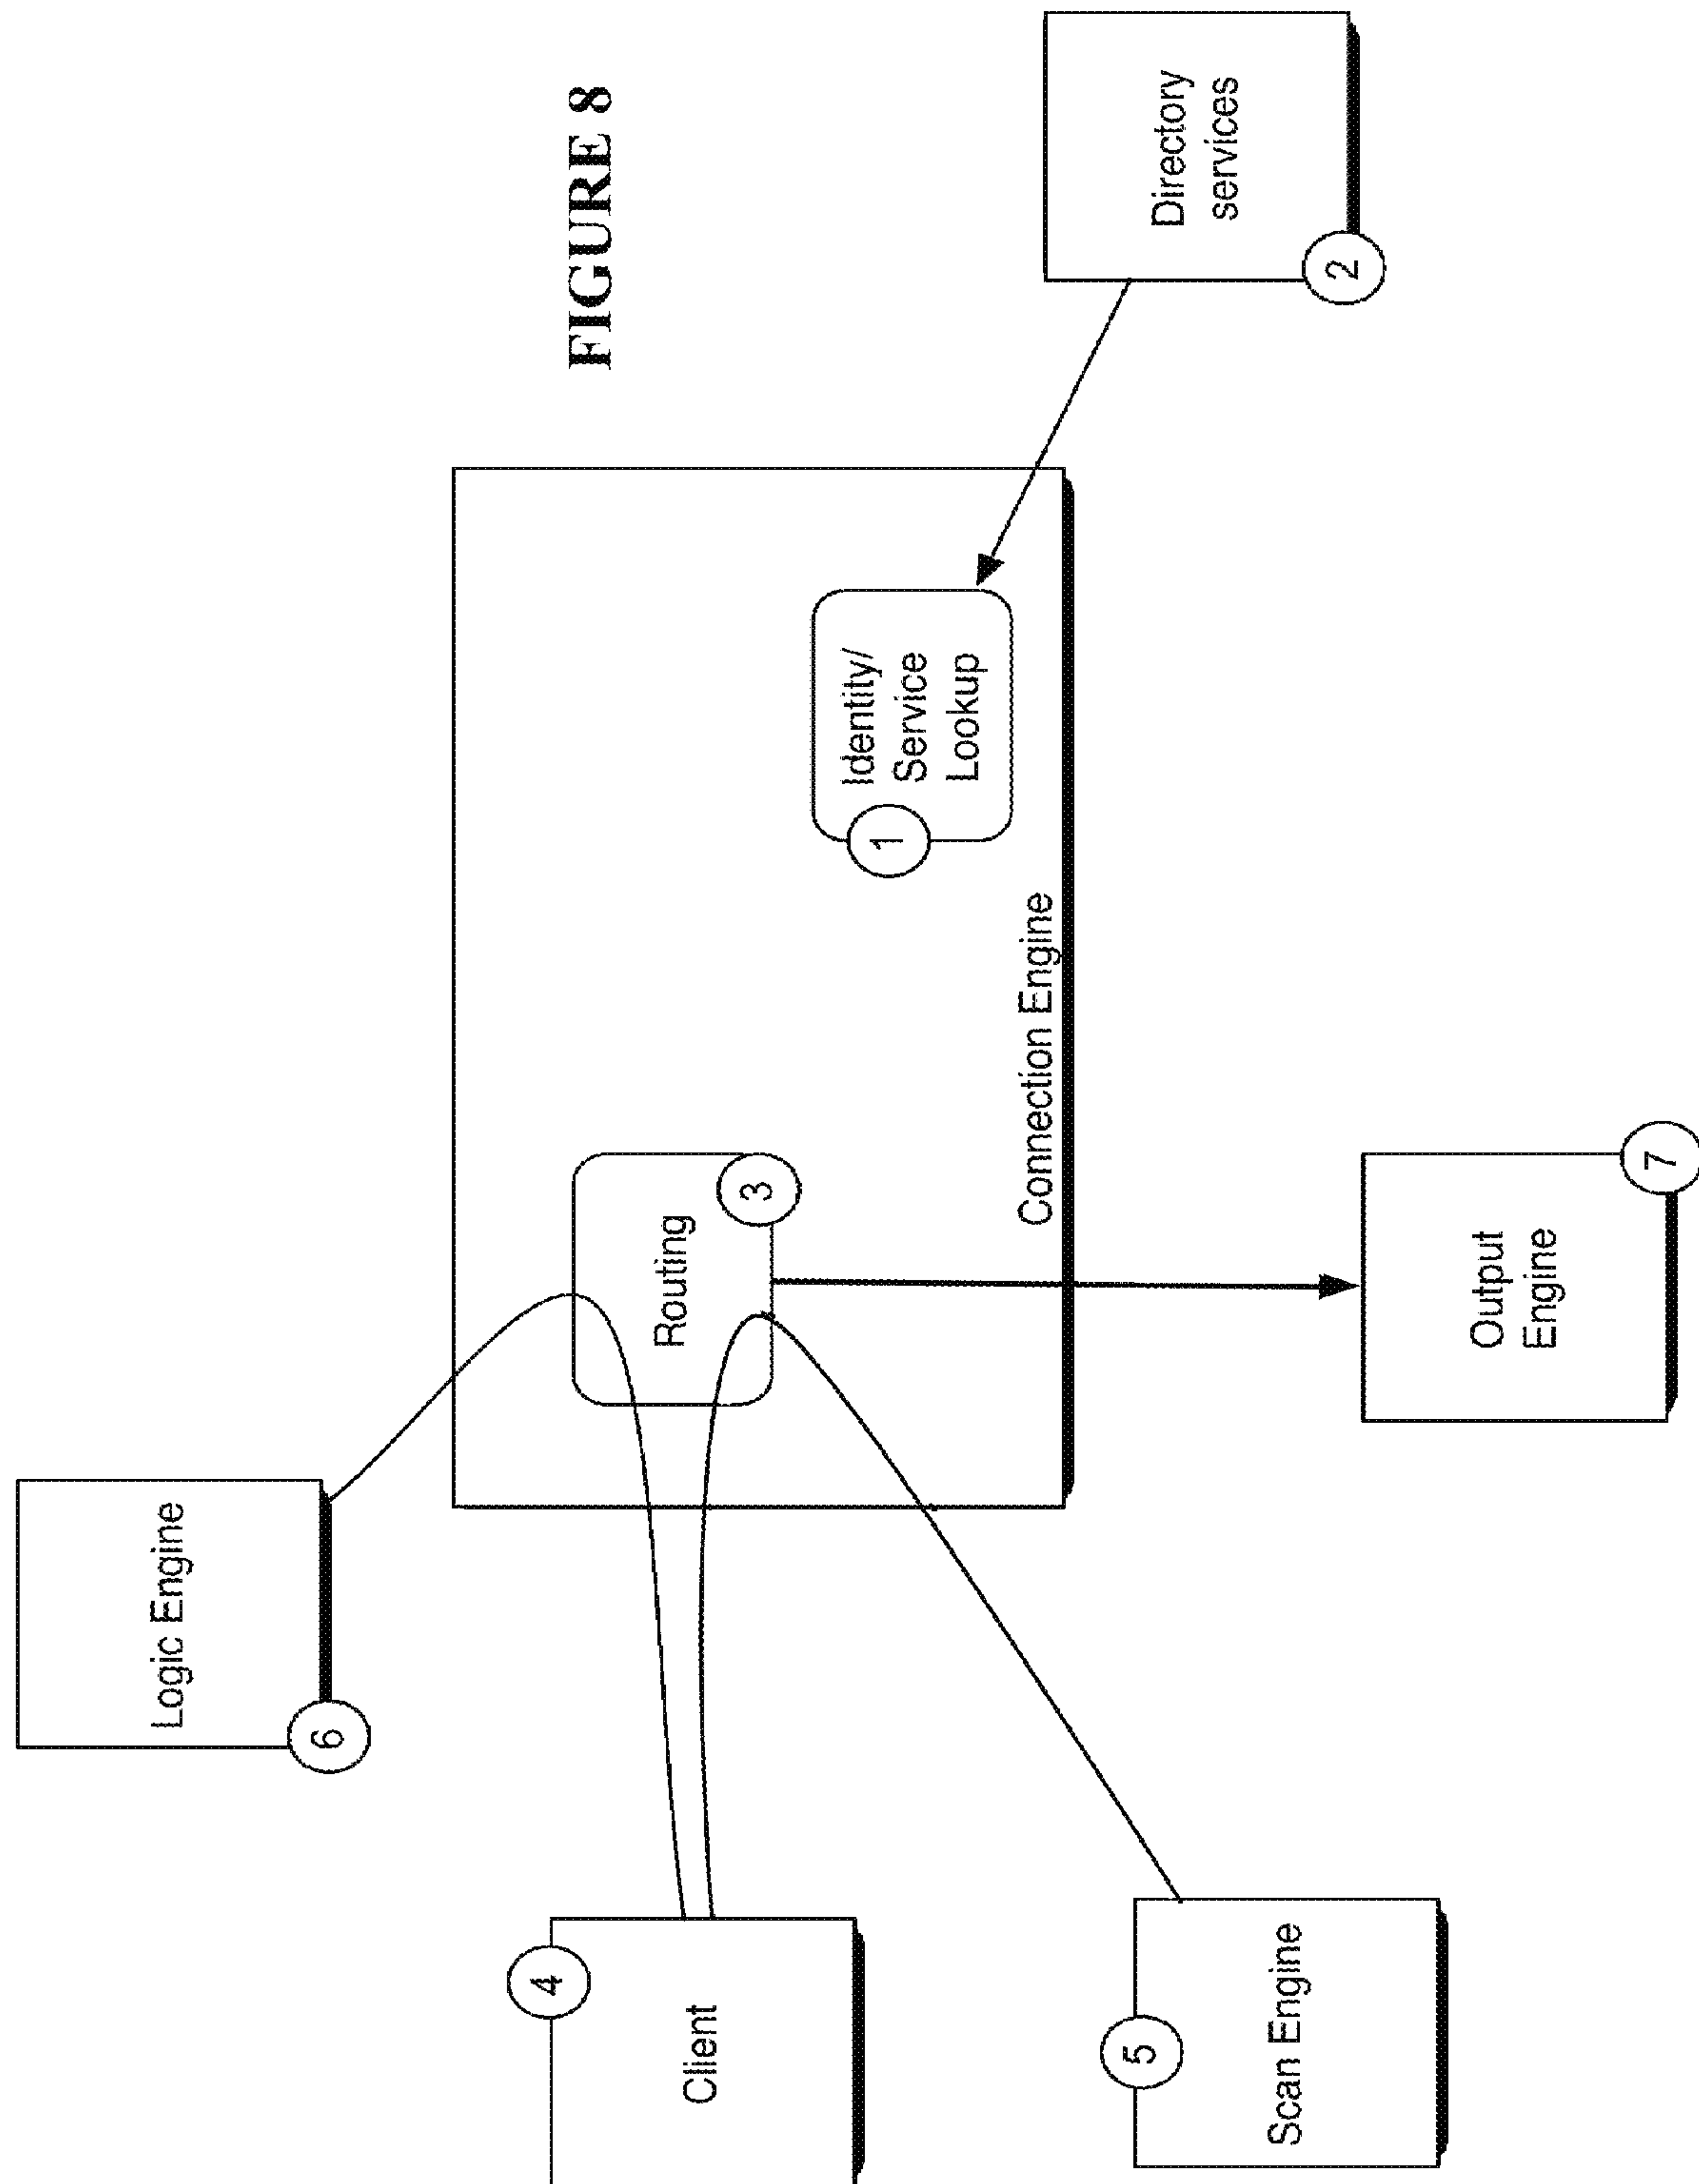 FIGURE 8
Logic Engine
6
Client
4
Routing
3
Identity/
Service
Lookup
1
Connection Engine
Directory
services
2
Scan Engine
5
Output
Engine
7